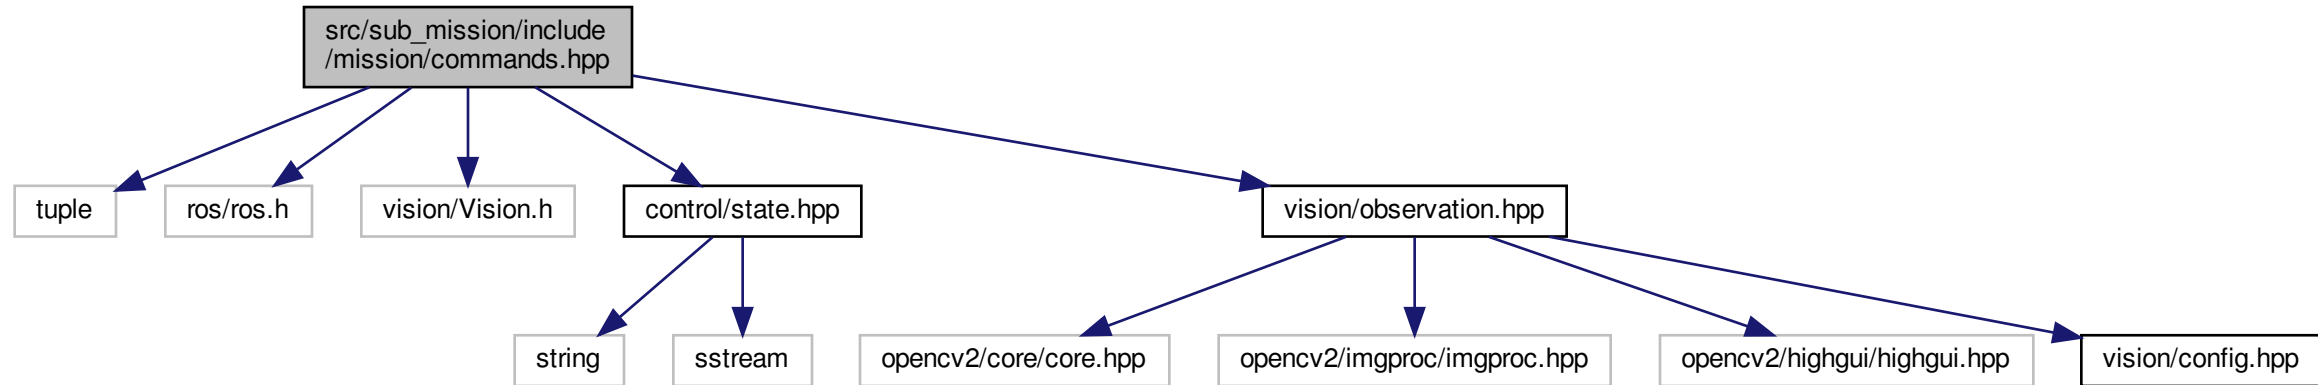 src/sub_mission/include
/mission/commands.hpp
tuple
ros/ros.h
vision/Vision.h
control/state.hpp
vision/observation.hpp
string
sstream
opencv2/core/core.hpp
opencv2/imgproc/imgproc.hpp
opencv2/highgui/highgui.hpp
vision/config.hpp